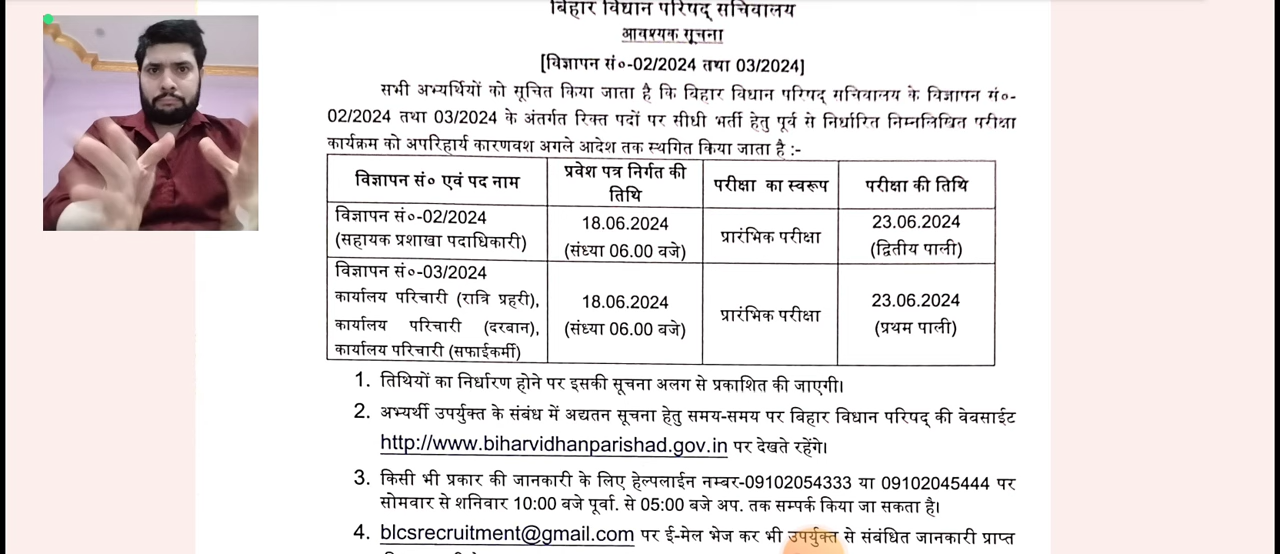 बिहार विधान परिषद् सचिवालय
आवश्यक सूचना
[विज्ञापन सं०-02/2024 तथा 03/2024]
सभी अभ्यर्थियों को सूचित किया जाता है कि बिहार विधान परिषद् सचिवालय के विज्ञापन सं०-
02/2024 तथा 03/2024 के अंतर्गत रिक्त पदों पर सीधी भर्ती हेतु पूर्व से निर्धारित निम्नलिखित परीक्षा
कार्यक्रम को अपरिहार्य कारणवश अगले आदेश तक स्थगित किया जाता है :-
विज्ञापन सं० एवं पद नाम
प्रवेश पत्र निर्गत की
तिथि
परीक्षा का स्वरूप
परीक्षा की तिथि
विज्ञापन सं०-02/2024
(सहायक प्रशाखा पदाधिकारी)
18.06.2024
(संध्या 06.00 बजे)
प्रारंभिक परीक्षा
23.06.2024
(द्वितीय पाली)
विज्ञापन सं०-03/2024
कार्यालय परिचारी (रात्रि प्रहरी),
कार्यालय परिचारी (दरबान),
कार्यालय परिचारी (सफाईकर्मी)
18.06.2024
(संध्या 06.00 बजे)
प्रारंभिक परीक्षा
23.06.2024
(प्रथम पाली)
1. तिथियों का निर्धारण होने पर इसकी सूचना अलग से प्रकाशित की जाएगी।
2. अभ्यर्थी उपर्युक्त के संबंध में अद्यतन सूचना हेतु समय-समय पर बिहार विधान परिषद् की वेबसाईट
http://www.biharvidhanparishad.gov.in पर देखते रहेंगे।
3. किसी भी प्रकार की जानकारी के लिए हेल्पलाईन नम्बर-09102054333 या 09102045444 पर
सोमवार से शनिवार 10:00 बजे पूर्वा. से 05:00 बजे अप. तक सम्पर्क किया जा सकता है।
4. blcsrecruitment@gmail.com पर ई-मेल भेज कर भी उपर्युक्त से संबंधित जानकारी प्राप्त